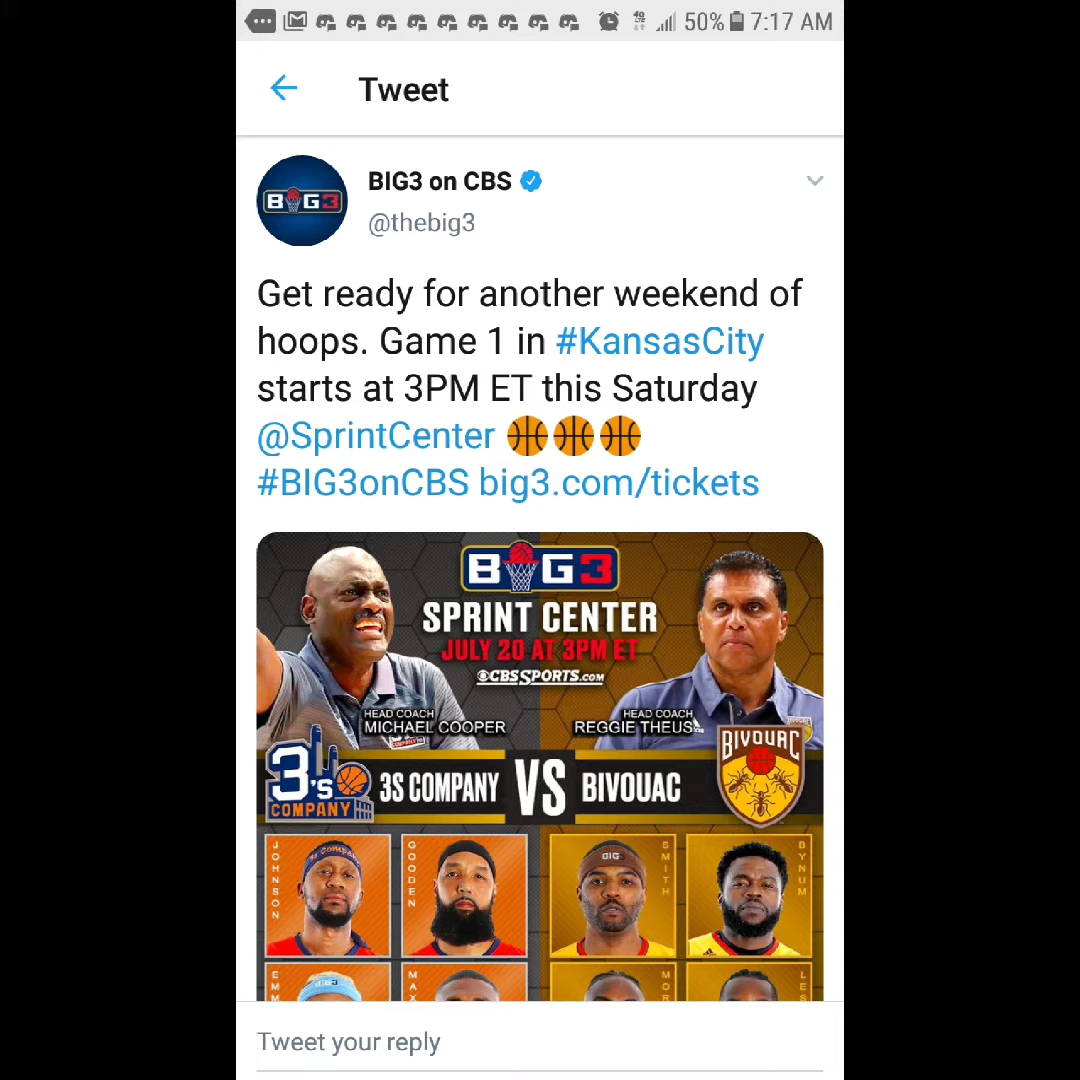 50% 7:17 AM
Tweet
BIG3 on CBS
@thebig3
Get ready for another weekend of
hoops. Game 1 in #KansasCity
starts at 3PM ET this Saturday
@SprintCenter
#BIG3onCBS big3.com/tickets
BIG3
SPRINT CENTER
JULY 20 AT 3PM ET
CBSSPORTS.COM
HEAD COACH
MICHAEL COOPER
HEAD COACH
REGGIE THEUS
3's
COMPANY
3S COMPANY VS BIVOUAC
BIVOUAC
JOHNSON
GOODEN
SMITH
BYNUM
EMM
MAX
MOR
LES
Tweet your reply